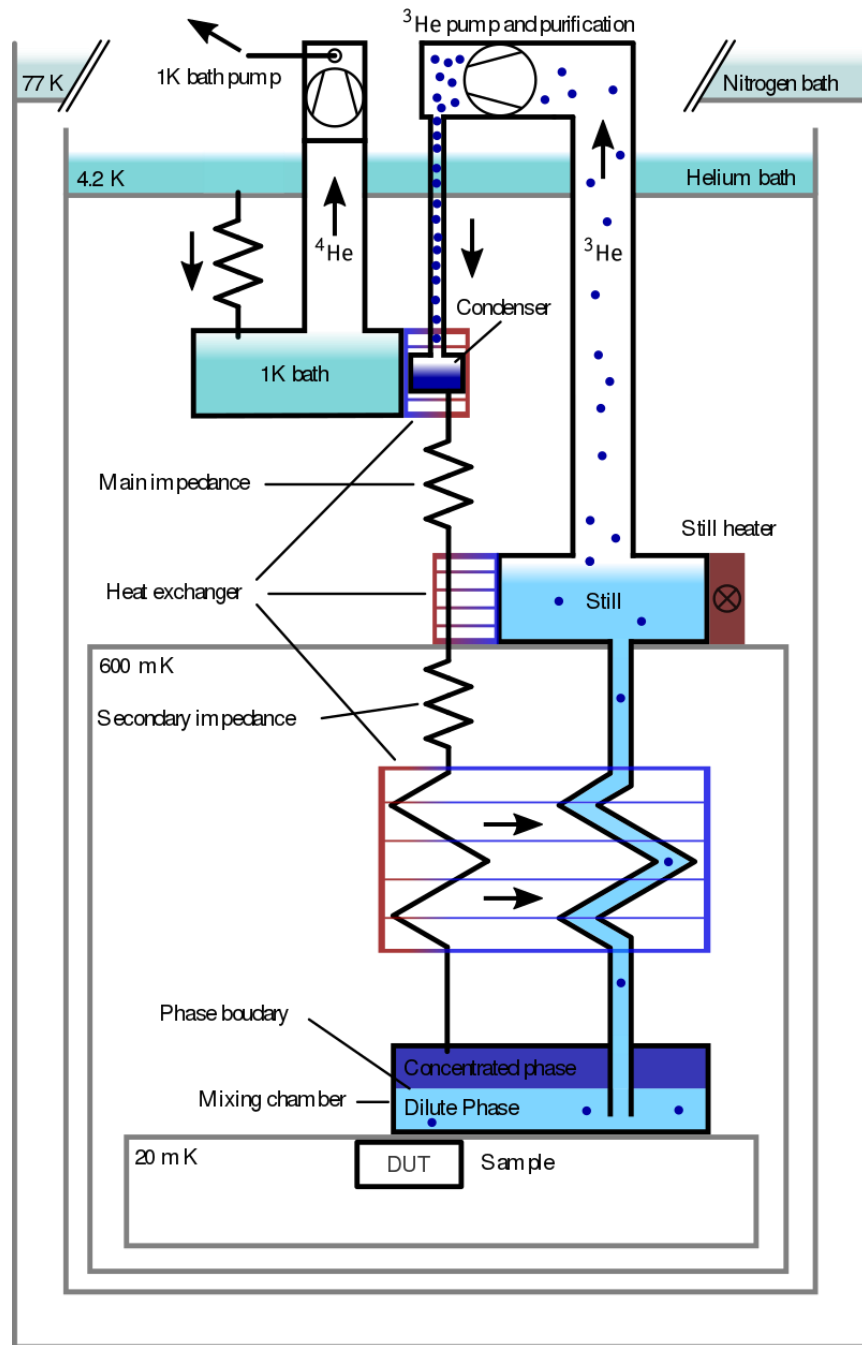 ³He pump and purification
1K bath pump
77 K
Nitrogen bath
4.2 K
Helium bath
⁴He
³He
Condenser
1K bath
Main impedance
Still heater
Heat exchanger
Still
600 mK
Secondary impedance
Phase boudary
Concentrated phase
Mixing chamber
Dilute Phase
20 mK
DUT
Sample